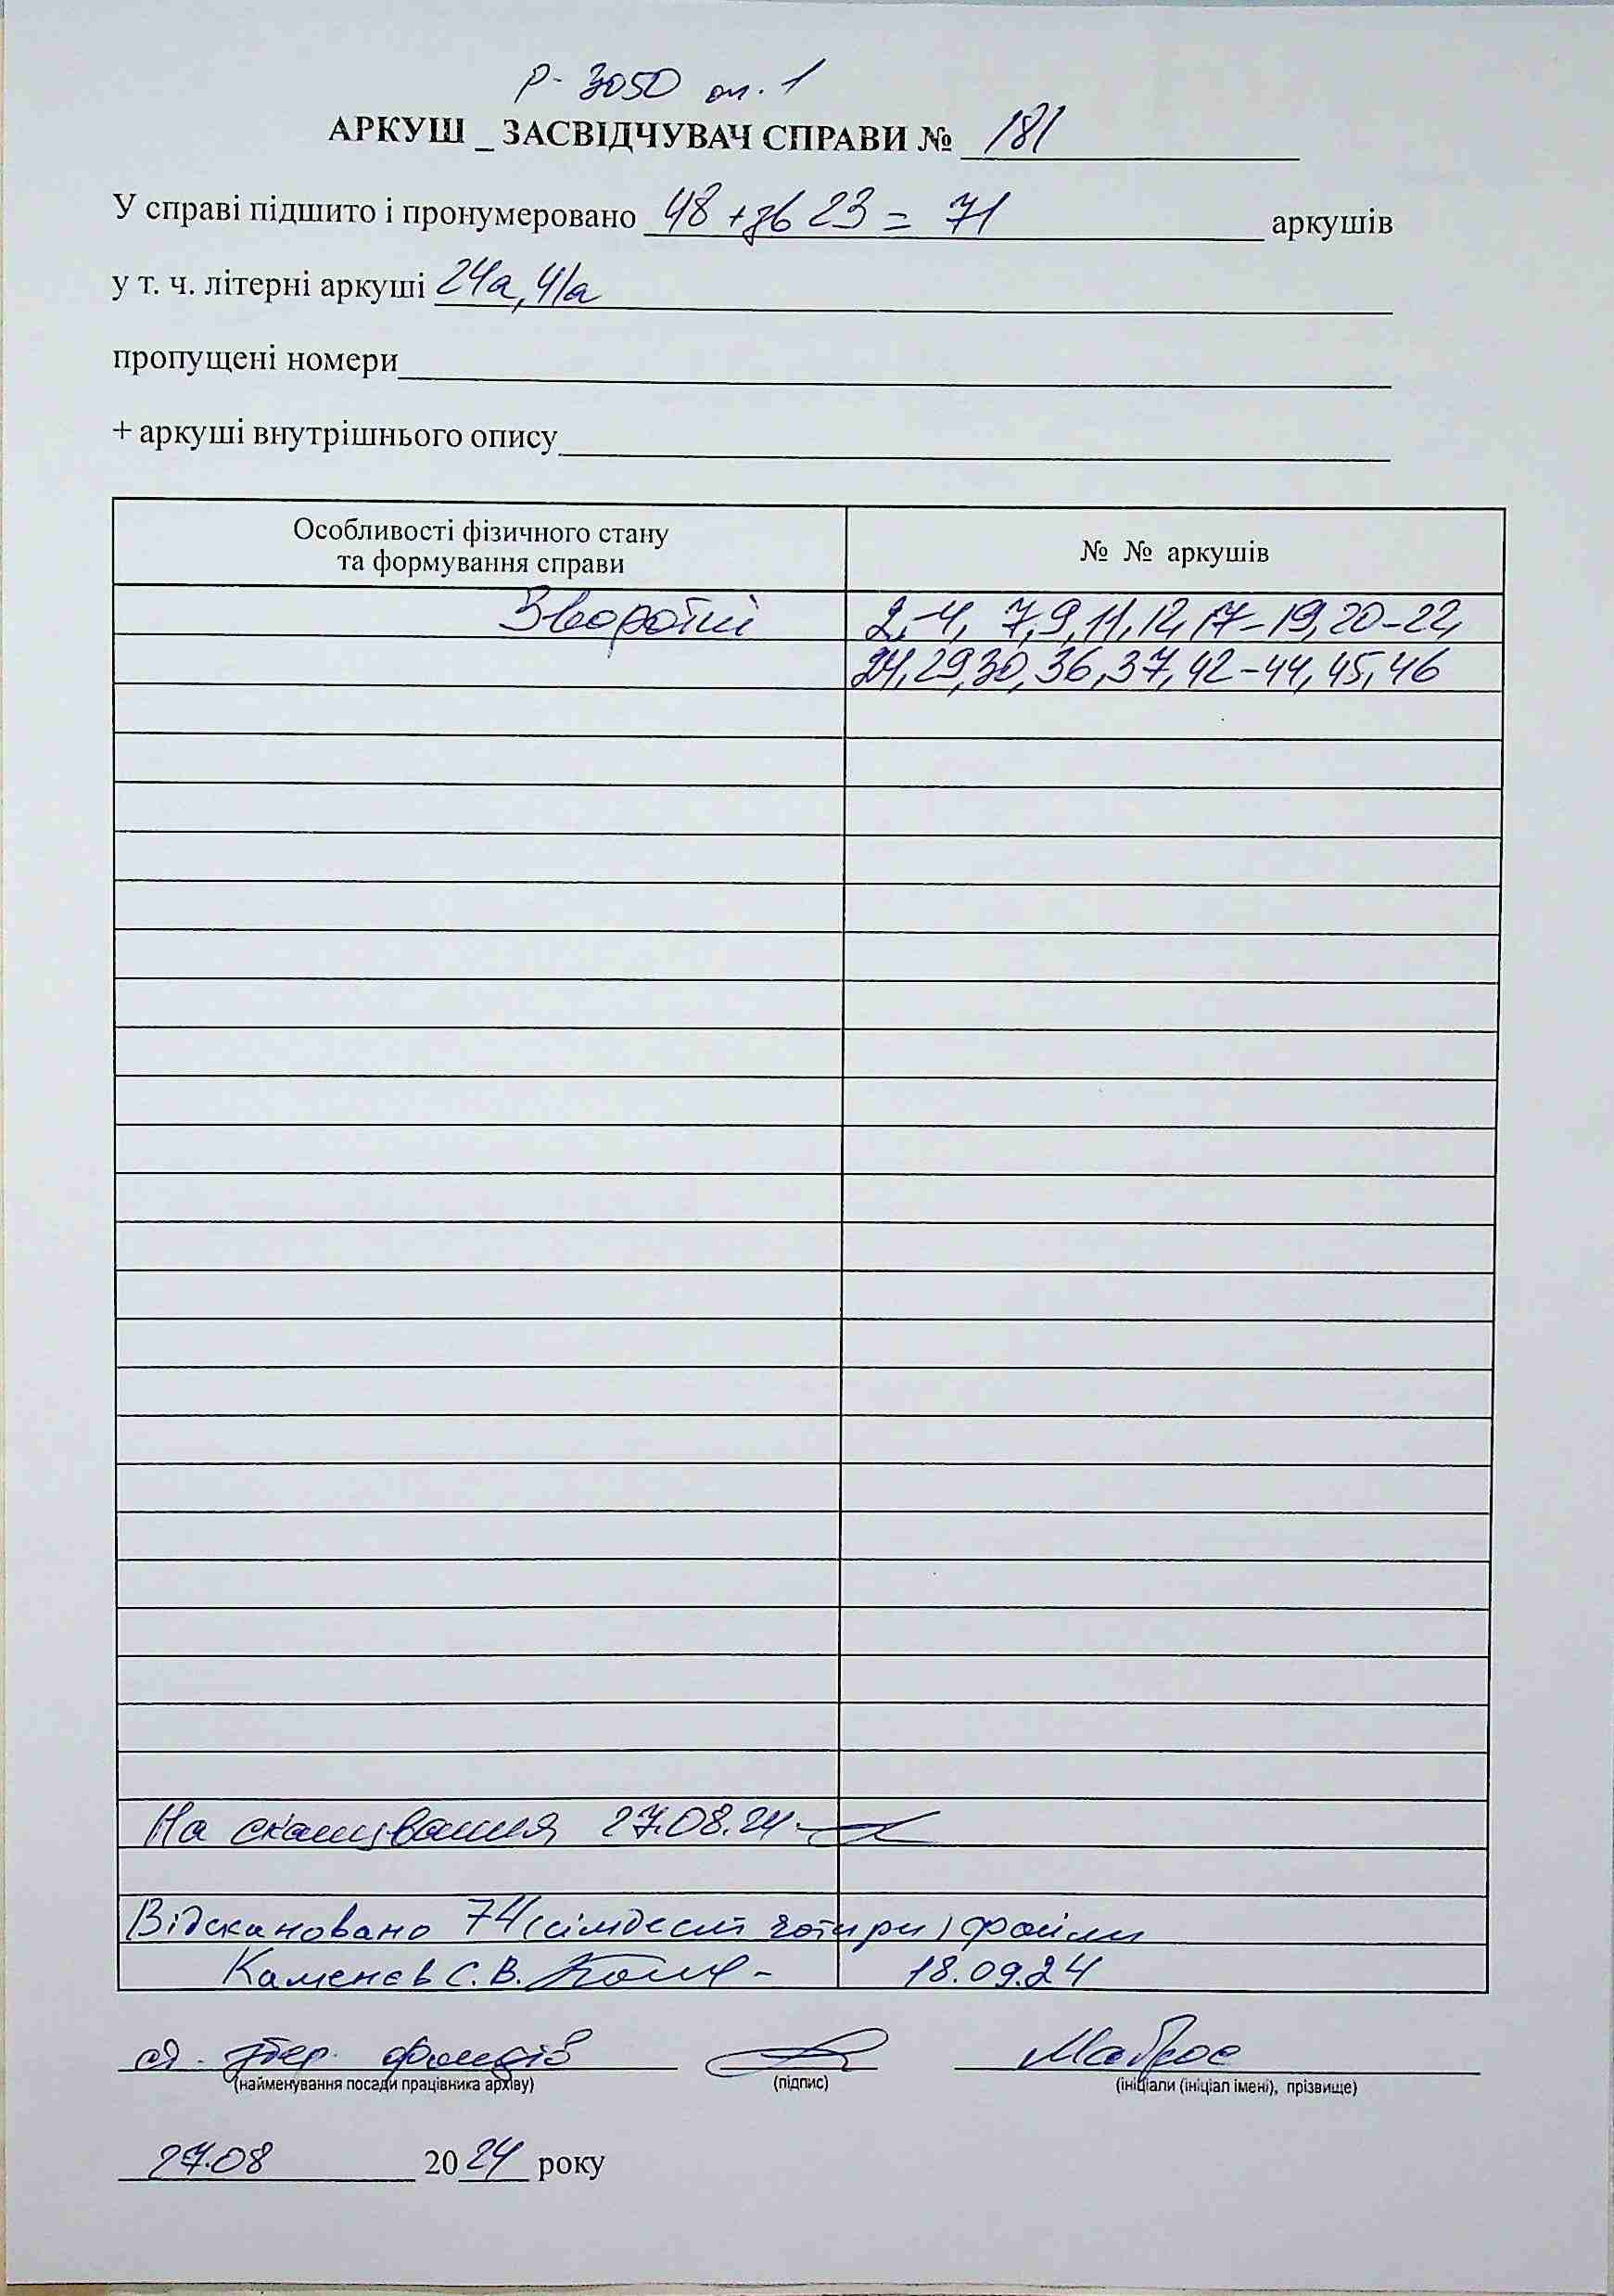 Р-3050 оп. 1
АРКУШ _ ЗАСВІДЧУВАЧ СПРАВИ № 181
У справі підшито і пронумеровано 48 + зв 23 = 71 аркушів
у т. ч. літерні аркуші 24а, 41а
пропущені номери
+ аркуші внутрішнього опису
Особливості фізичного стану
та формування справи
№ № аркушів
Зворотні 2,-4, 7,9,11,12,17-19,20-22,
24,29,30,36,37,42-44,45,46
На сканування 27.08.24
Відскановано 74 (сімдесят чотири) файли
Каменєв С.В. 18.09.24
фондів
(найменування посади працівника архіву)
(підпис)
(ініціали (ініціал імені), прізвище)
27.08 2024 року